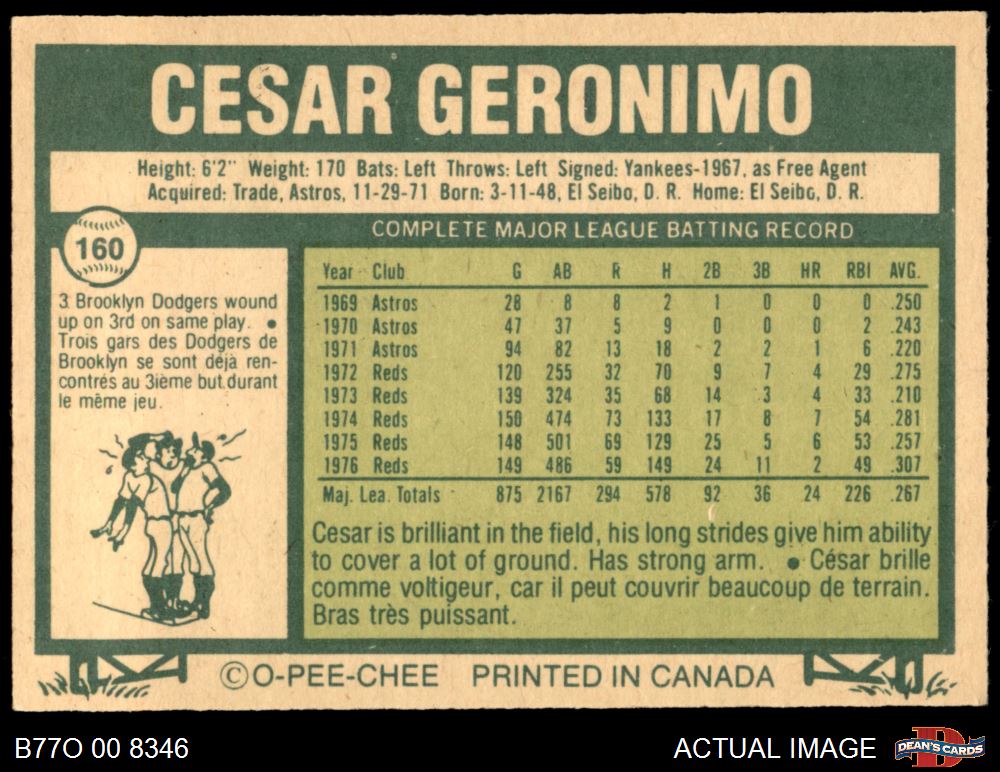 CESAR GERONIMO
Height: 6'2" Weight: 170 Bats: Left Throws: Left Signed: Yankees-1967, as Free Agent
Acquired: Trade, Astros, 11-29-71 Born: 3-11-48, El Seibo, D. R. Home: El Seibo, D. R.
160
3 Brooklyn Dodgers wound
up on 3rd on same play. •
Trois gars des Dodgers de
Brooklyn se sont déjà ren-
contrés au 3ième but durant
le même jeu.
COMPLETE MAJOR LEAGUE BATTING RECORD
Year Club G AB R H 2B 3B HR RBI AVG.
1969 Astros 28 8 8 2 1 0 0 0 .250
1970 Astros 47 37 5 9 0 0 0 2 .243
1971 Astros 94 82 13 18 2 2 1 6 .220
1972 Reds 120 255 32 70 9 7 4 29 .275
1973 Reds 139 324 35 68 14 3 4 33 .210
1974 Reds 150 474 73 133 17 8 7 54 .281
1975 Reds 148 501 69 129 25 5 6 53 .257
1976 Reds 149 486 59 149 24 11 2 49 .307
Maj. Lea. Totals 875 2167 294 578 92 36 24 226 .267
Cesar is brilliant in the field, his long strides give him ability
to cover a lot of ground. Has strong arm. • César brille
comme voltigeur, car il peut couvrir beaucoup de terrain.
Bras très puissant.
©O-PEE-CHEE PRINTED IN CANADA
B77O 00 8346
ACTUAL IMAGE
DEAN'S CARDS